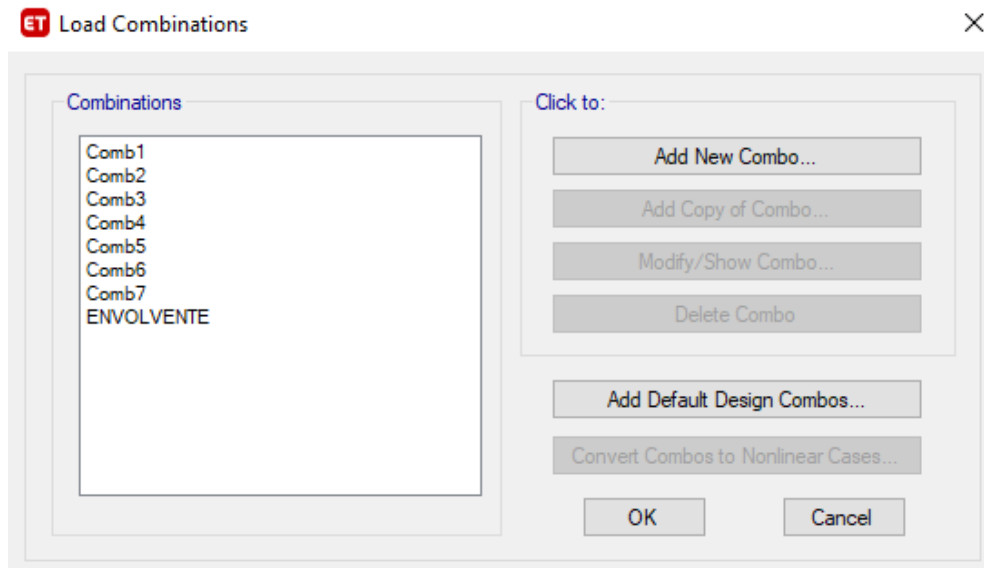 ET Load Combinations
Combinations
Comb1
Comb2
Comb3
Comb4
Comb5
Comb6
Comb7
ENVOLVENTE
Click to:
Add New Combo...
Add Copy of Combo...
Modify/Show Combo...
Delete Combo
Add Default Design Combos...
Convert Combos to Nonlinear Cases...
OK Cancel